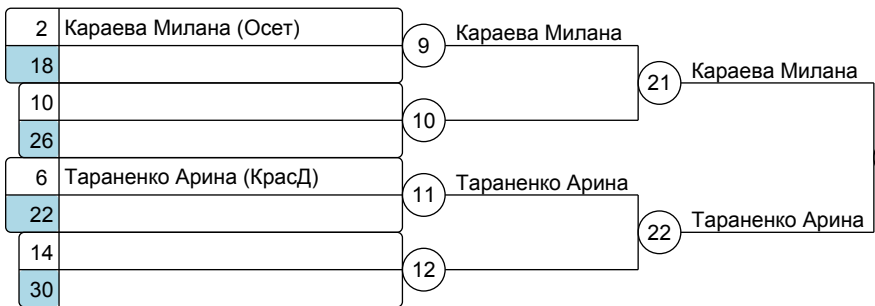 2 Караева Милана (Осет)
18
9 Караева Милана
10
26
10
21 Караева Милана
6 Тараненко Арина (КрасД)
22
11 Тараненко Арина
14
30
12
22 Тараненко Арина